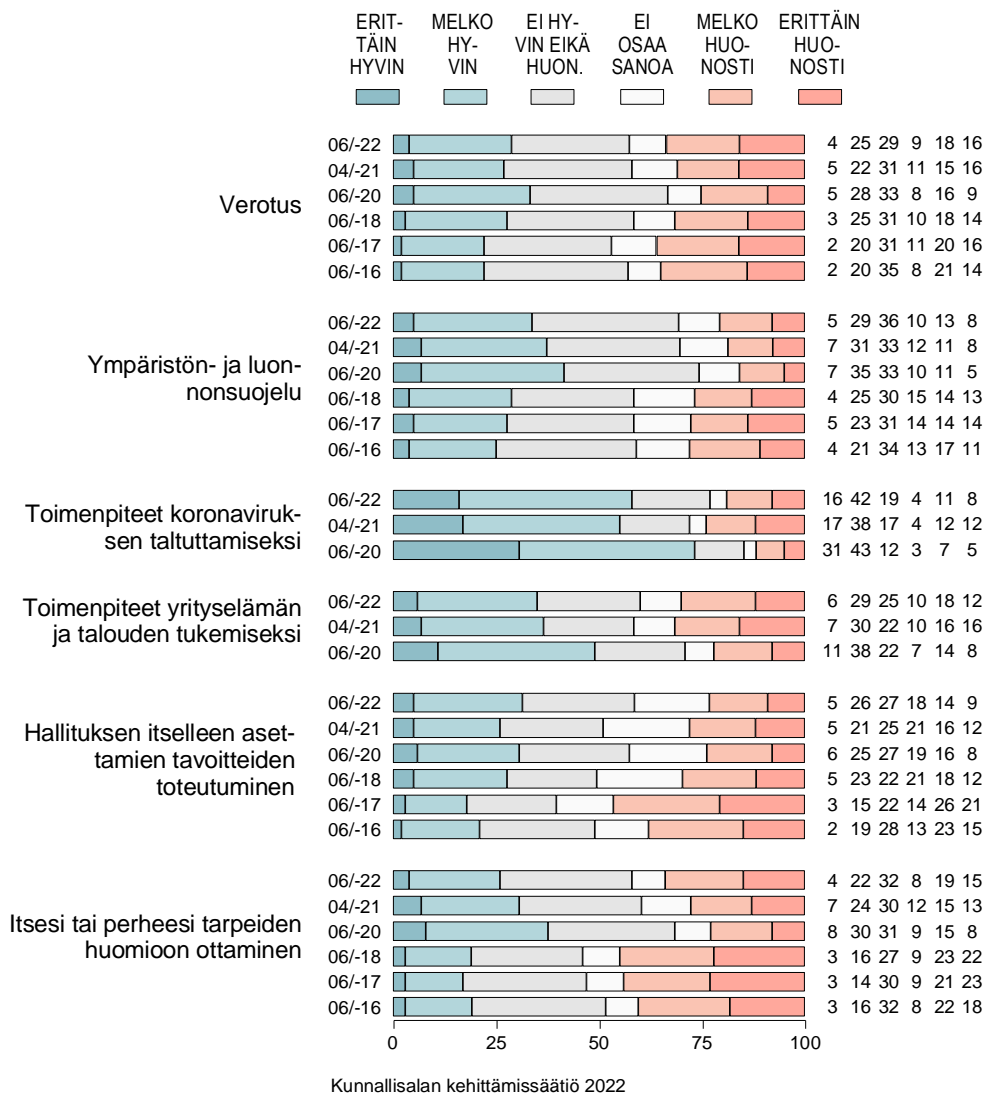 ERIT- MELKO EI HY- EI MELKO ERITTÄIN
TÄIN HY- VIN EIKÄ OSAA HUO- HUO-
HYVIN VIN HUON. SANOA NOSTI NOSTI
Verotus
06/-22 4 25 29 9 18 16
04/-21 5 22 31 11 15 16
06/-20 5 28 33 8 16 9
06/-18 3 25 31 10 18 14
06/-17 2 20 31 11 20 16
06/-16 2 20 35 8 21 14
Ympäristön- ja luon-
nonsuojelu
06/-22 5 29 36 10 13 8
04/-21 7 31 33 12 11 8
06/-20 7 35 33 10 11 5
06/-18 4 25 30 15 14 13
06/-17 5 23 31 14 14 14
06/-16 4 21 34 13 17 11
Toimenpiteet koronaviruk-
sen taltuttamiseksi
06/-22 16 42 19 4 11 8
04/-21 17 38 17 4 12 12
06/-20 31 43 12 3 7 5
Toimenpiteet yrityselämän
ja talouden tukemiseksi
06/-22 6 29 25 10 18 12
04/-21 7 30 22 10 16 16
06/-20 11 38 22 7 14 8
Hallituksen itselleen aset-
tamien tavoitteiden
toteutuminen
06/-22 5 26 27 18 14 9
04/-21 5 21 25 21 16 12
06/-20 6 25 27 19 16 8
06/-18 5 23 22 21 18 12
06/-17 3 15 22 14 26 21
06/-16 2 19 28 13 23 15
Itsesi tai perheesi tarpeiden
huomioon ottaminen
06/-22 4 22 32 8 19 15
04/-21 7 24 30 12 15 13
06/-20 8 30 31 9 15 8
06/-18 3 16 27 9 23 22
06/-17 3 14 30 9 21 23
06/-16 3 16 32 8 22 18
0 25 50 75 100
Kunnallisalan kehittämissäätiö 2022